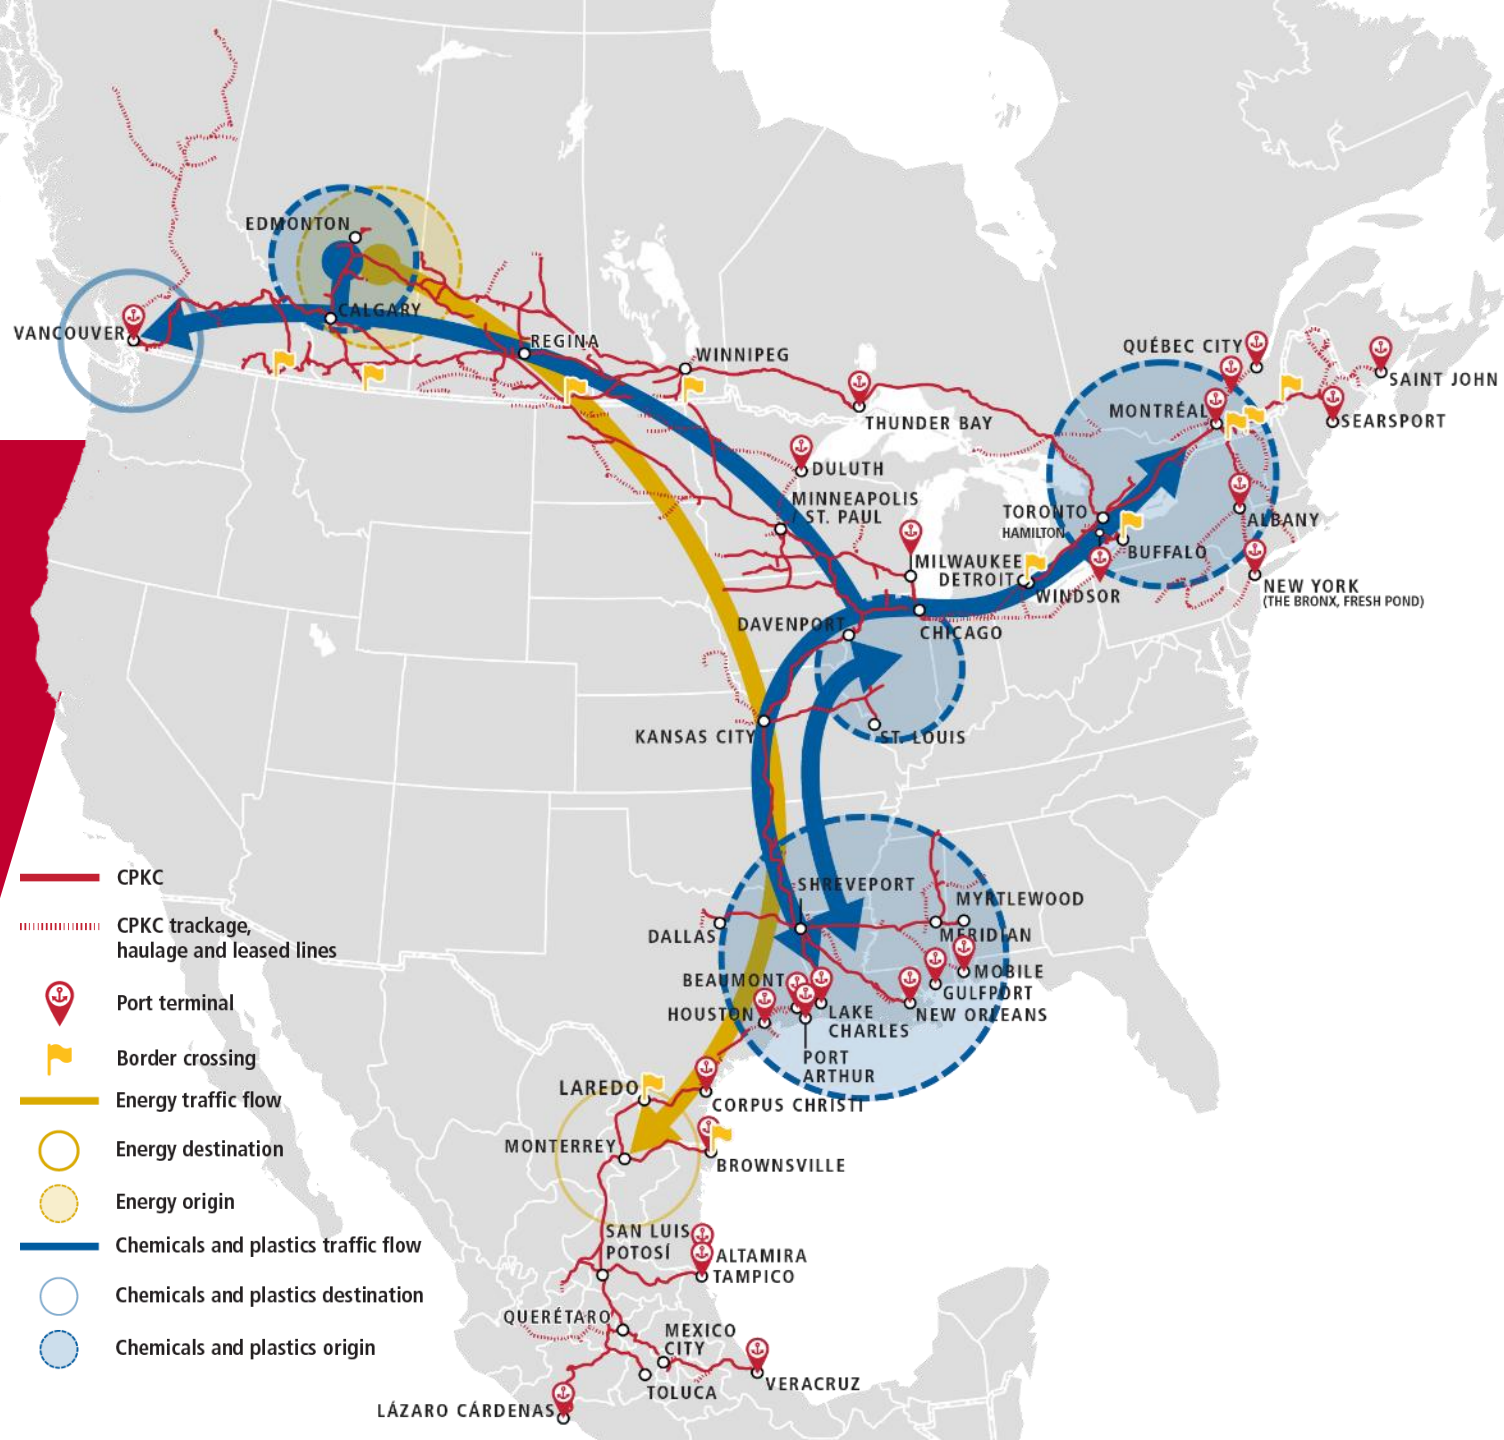 EDMONTON
CALGARY
VANCOUVER
REGINA
WINNIPEG
THUNDER BAY
DULUTH
MINNEAPOLIS
/ ST. PAUL
MILWAUKEE
DETROIT
WINDSOR
TORONTO
HAMILTON
BUFFALO
QUÉBEC CITY
MONTRÉAL
SAINT JOHN
SEARSPORT
ALBANY
NEW YORK
(THE BRONX, FRESH POND)
DAVENPORT
CHICAGO
KANSAS CITY
ST. LOUIS
SHREVEPORT
MYRTLEWOOD
DALLAS
MERIDIAN
BEAUMONT
MOBILE
GULFPORT
HOUSTON
LAKE
CHARLES
NEW ORLEANS
PORT
ARTHUR
LAREDO
CORPUS CHRISTI
MONTERREY
BROWNSVILLE
SAN LUIS
POTOSÍ
ALTAMIRA
TAMPICO
QUERÉTARO
MEXICO
CITY
TOLUCA
VERACRUZ
LÁZARO CÁRDENAS
CPKC
CPKC trackage,
haulage and leased lines
Port terminal
Border crossing
Energy traffic flow
Energy destination
Energy origin
Chemicals and plastics traffic flow
Chemicals and plastics destination
Chemicals and plastics origin